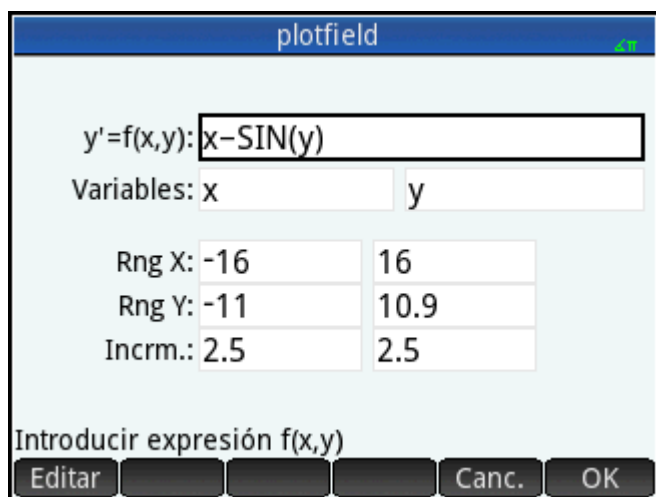 plotfield
∡π
y'=f(x,y): x−SIN(y)
Variables: x y
Rng X: -16 16
Rng Y: -11 10.9
Incrm.: 2.5 2.5
Introducir expresión f(x,y)
Editar Canc. OK